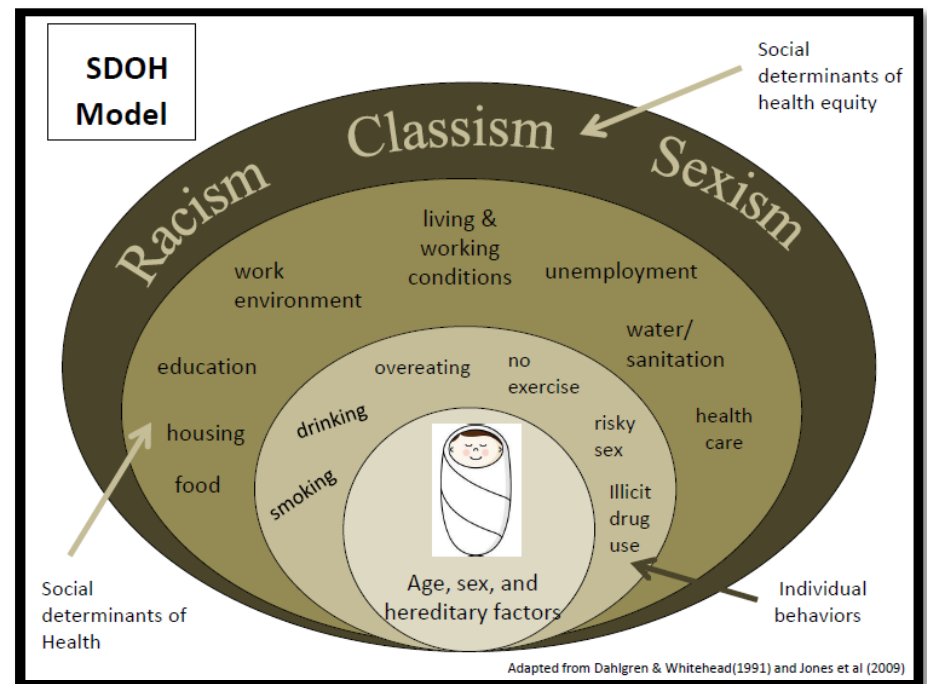 SDOH
Model
Social
determinants of
health equity
Racism
Classism
Sexism
living &
working
conditions
work
environment
unemployment
water/
sanitation
education
housing
food
health
care
overeating
no
exercise
drinking
smoking
risky
sex
Illicit
drug
use
Age, sex, and
hereditary factors
Social
determinants of
Health
Individual
behaviors
Adapted from Dahlgren & Whitehead(1991) and Jones et al (2009)